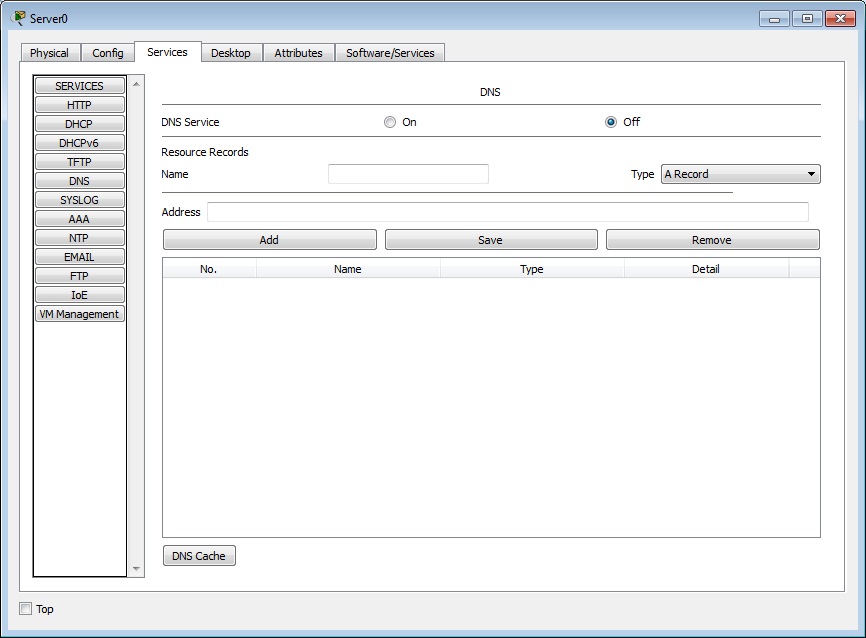 Server0
Physical Config Services Desktop Attributes Software/Services
SERVICES
HTTP
DHCP
DHCPv6
TFTP
DNS
SYSLOG
AAA
NTP
EMAIL
FTP
IoE
VM Management
DNS
DNS Service On Off
Resource Records
Name Type A Record
Address
Add Save Remove
No. Name Type Detail
DNS Cache
Top